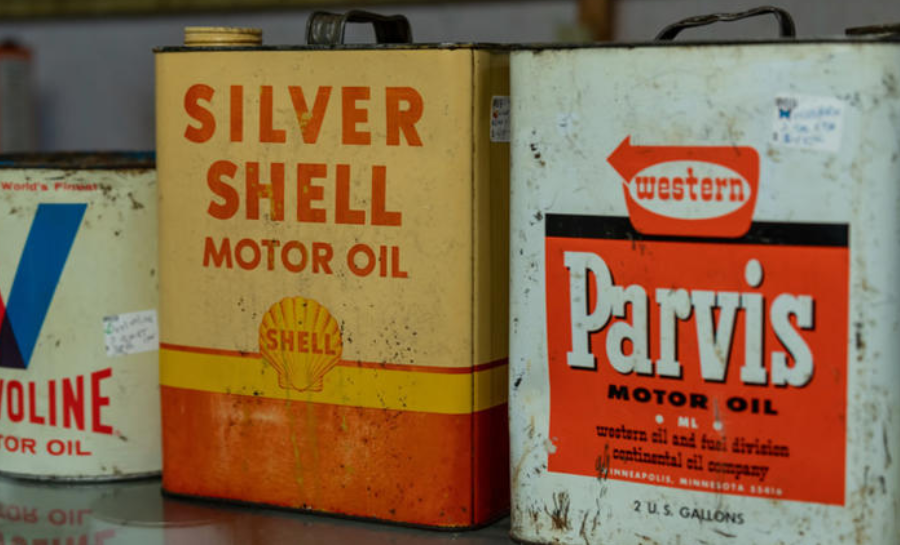 World's Finest
VOLINE
TOR OIL
SILVER
SHELL
MOTOR OIL
SHELL
western
Parvis
MOTOR OIL
ML
western oil and fuel division
continental oil company
MINNEAPOLIS, MINNESOTA 55416
2 U.S. GALLONS